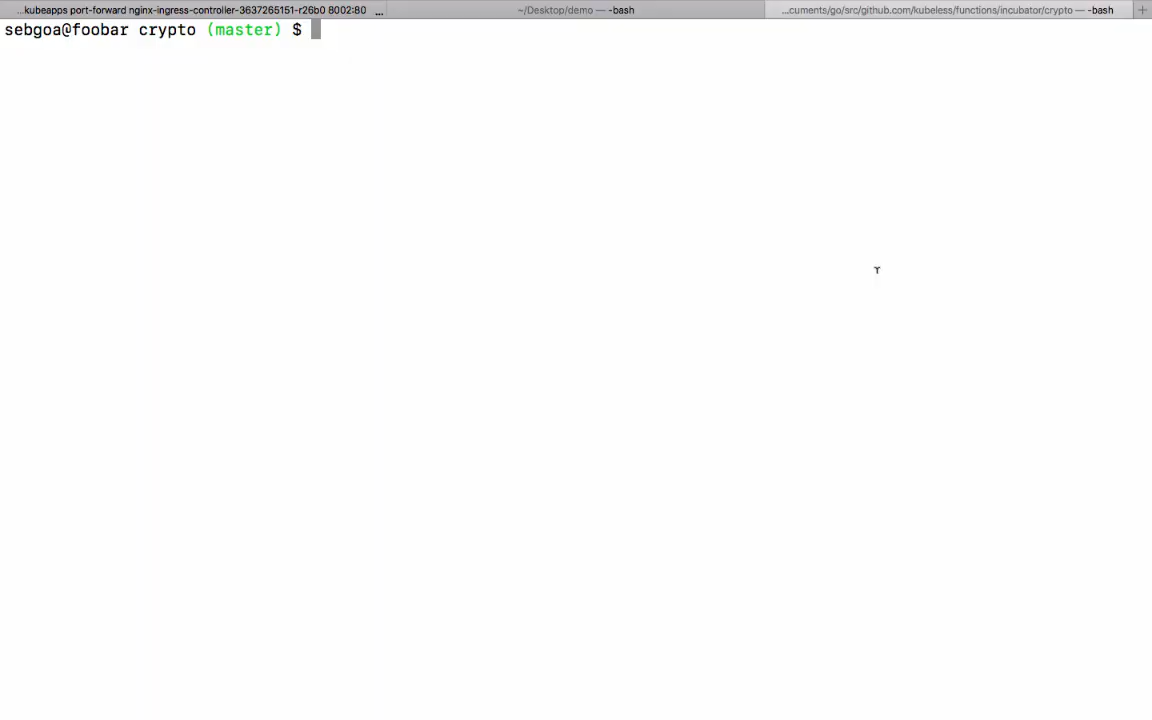 ...kubeapps port-forward nginx-ingress-controller-3637265151-r26b0 8002:80 ...
~/Desktop/demo — -bash
...cuments/go/src/github.com/kubeless/functions/incubator/crypto — -bash
+
sebgoa@foobar crypto (master) $